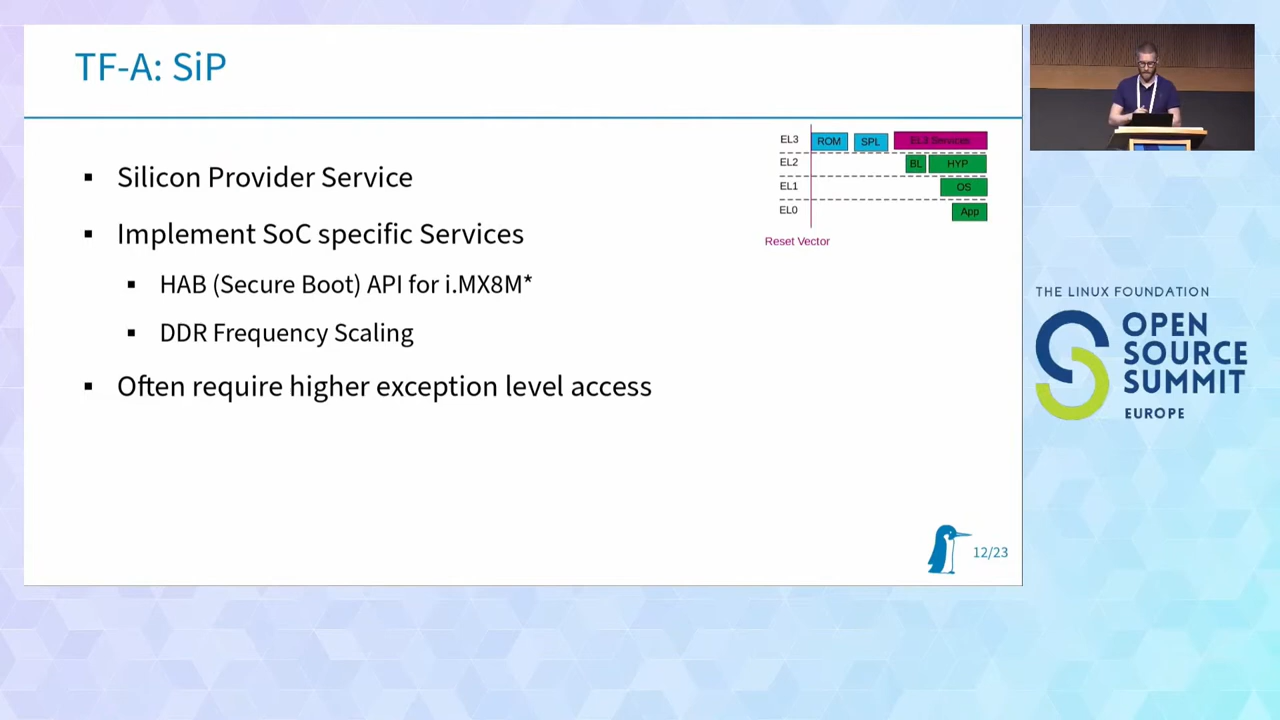 TF-A: SiP
Silicon Provider Service
Implement SoC specific Services
HAB (Secure Boot) API for i.MX8M*
DDR Frequency Scaling
Often require higher exception level access
EL3 ROM SPL EL3 Services
EL2 BL HYP
EL1 OS
EL0 App
Reset Vector
12/23
THE LINUX FOUNDATION
OPEN
SOURCE
SUMMIT
EUROPE